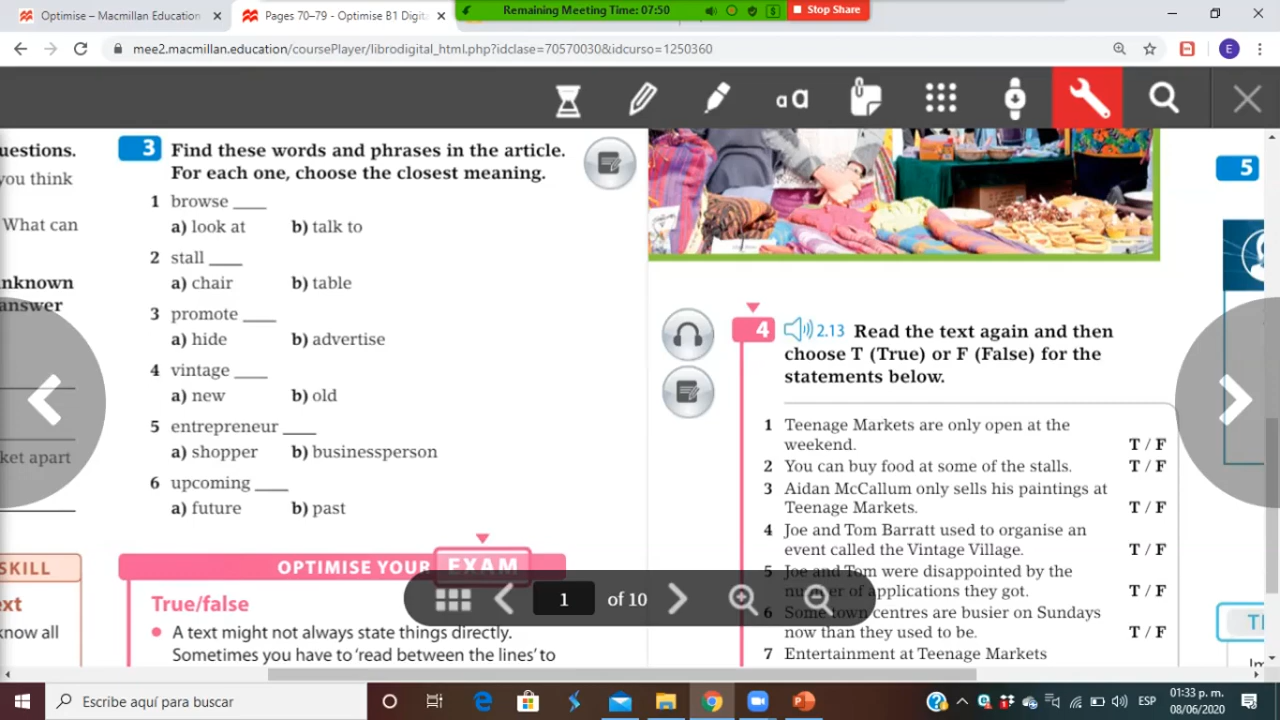 Optimise – Macmillan Education
Pages 70–79 – Optimise B1 Digit
Remaining Meeting Time: 07:50
Stop Share
mee2.macmillan.education/coursePlayer/librodigital_html.php?idclase=70570030&idcurso=1250360
E
aa
uestions.
you think
What can
nknown
answer
ket apart
SKILL
ext
know all
3 Find these words and phrases in the article.
For each one, choose the closest meaning.
1 browse ____
a) look at b) talk to
2 stall ____
a) chair b) table
3 promote ____
a) hide b) advertise
4 vintage ____
a) new b) old
5 entrepreneur ____
a) shopper b) businessperson
6 upcoming ____
a) future b) past
OPTIMISE YOUR EXAM
True/false
• A text might not always state things directly.
Sometimes you have to ‘read between the lines’ to
4 2.13 Read the text again and then
choose T (True) or F (False) for the
statements below.
1 Teenage Markets are only open at the
weekend. T / F
2 You can buy food at some of the stalls. T / F
3 Aidan McCallum only sells his paintings at
Teenage Markets. T / F
4 Joe and Tom Barratt used to organise an
event called the Vintage Village. T / F
5 Joe and Tom were disappointed by the
number of applications they got. T / F
6 Some town centres are busier on Sundays
now than they used to be. T / F
7 Entertainment at Teenage Markets
5
1 of 10
Escribe aquí para buscar
ESP
01:33 p. m.
08/06/2020